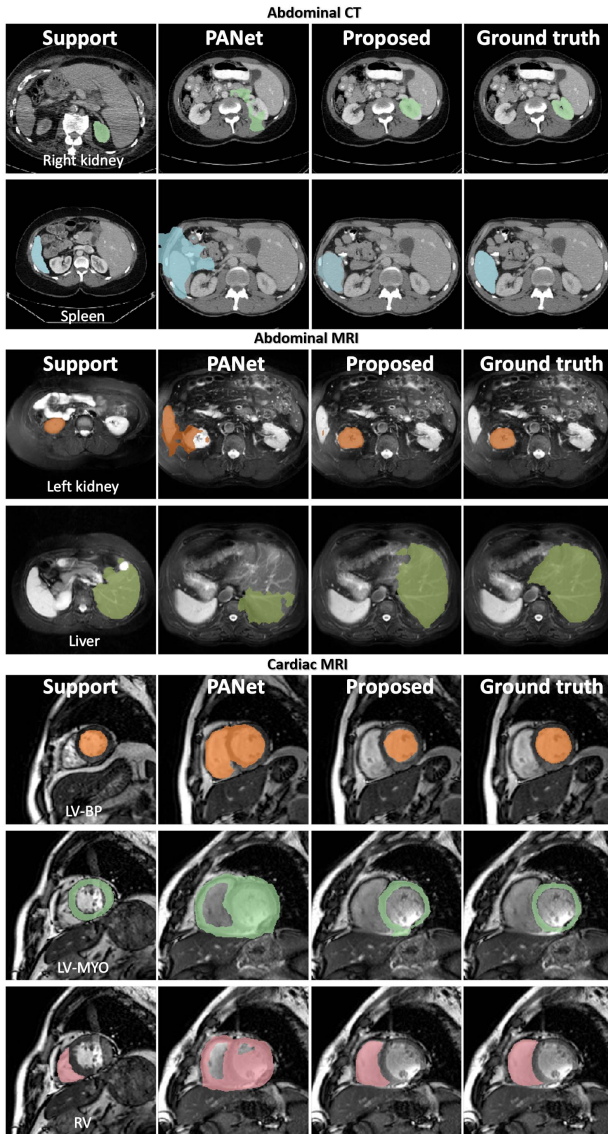 Abdominal CT
Support PANet Proposed Ground truth
Right kidney
Spleen
Abdominal MRI
Support PANet Proposed Ground truth
Left kidney
Liver
Cardiac MRI
Support PANet Proposed Ground truth
LV-BP
LV-MYO
RV